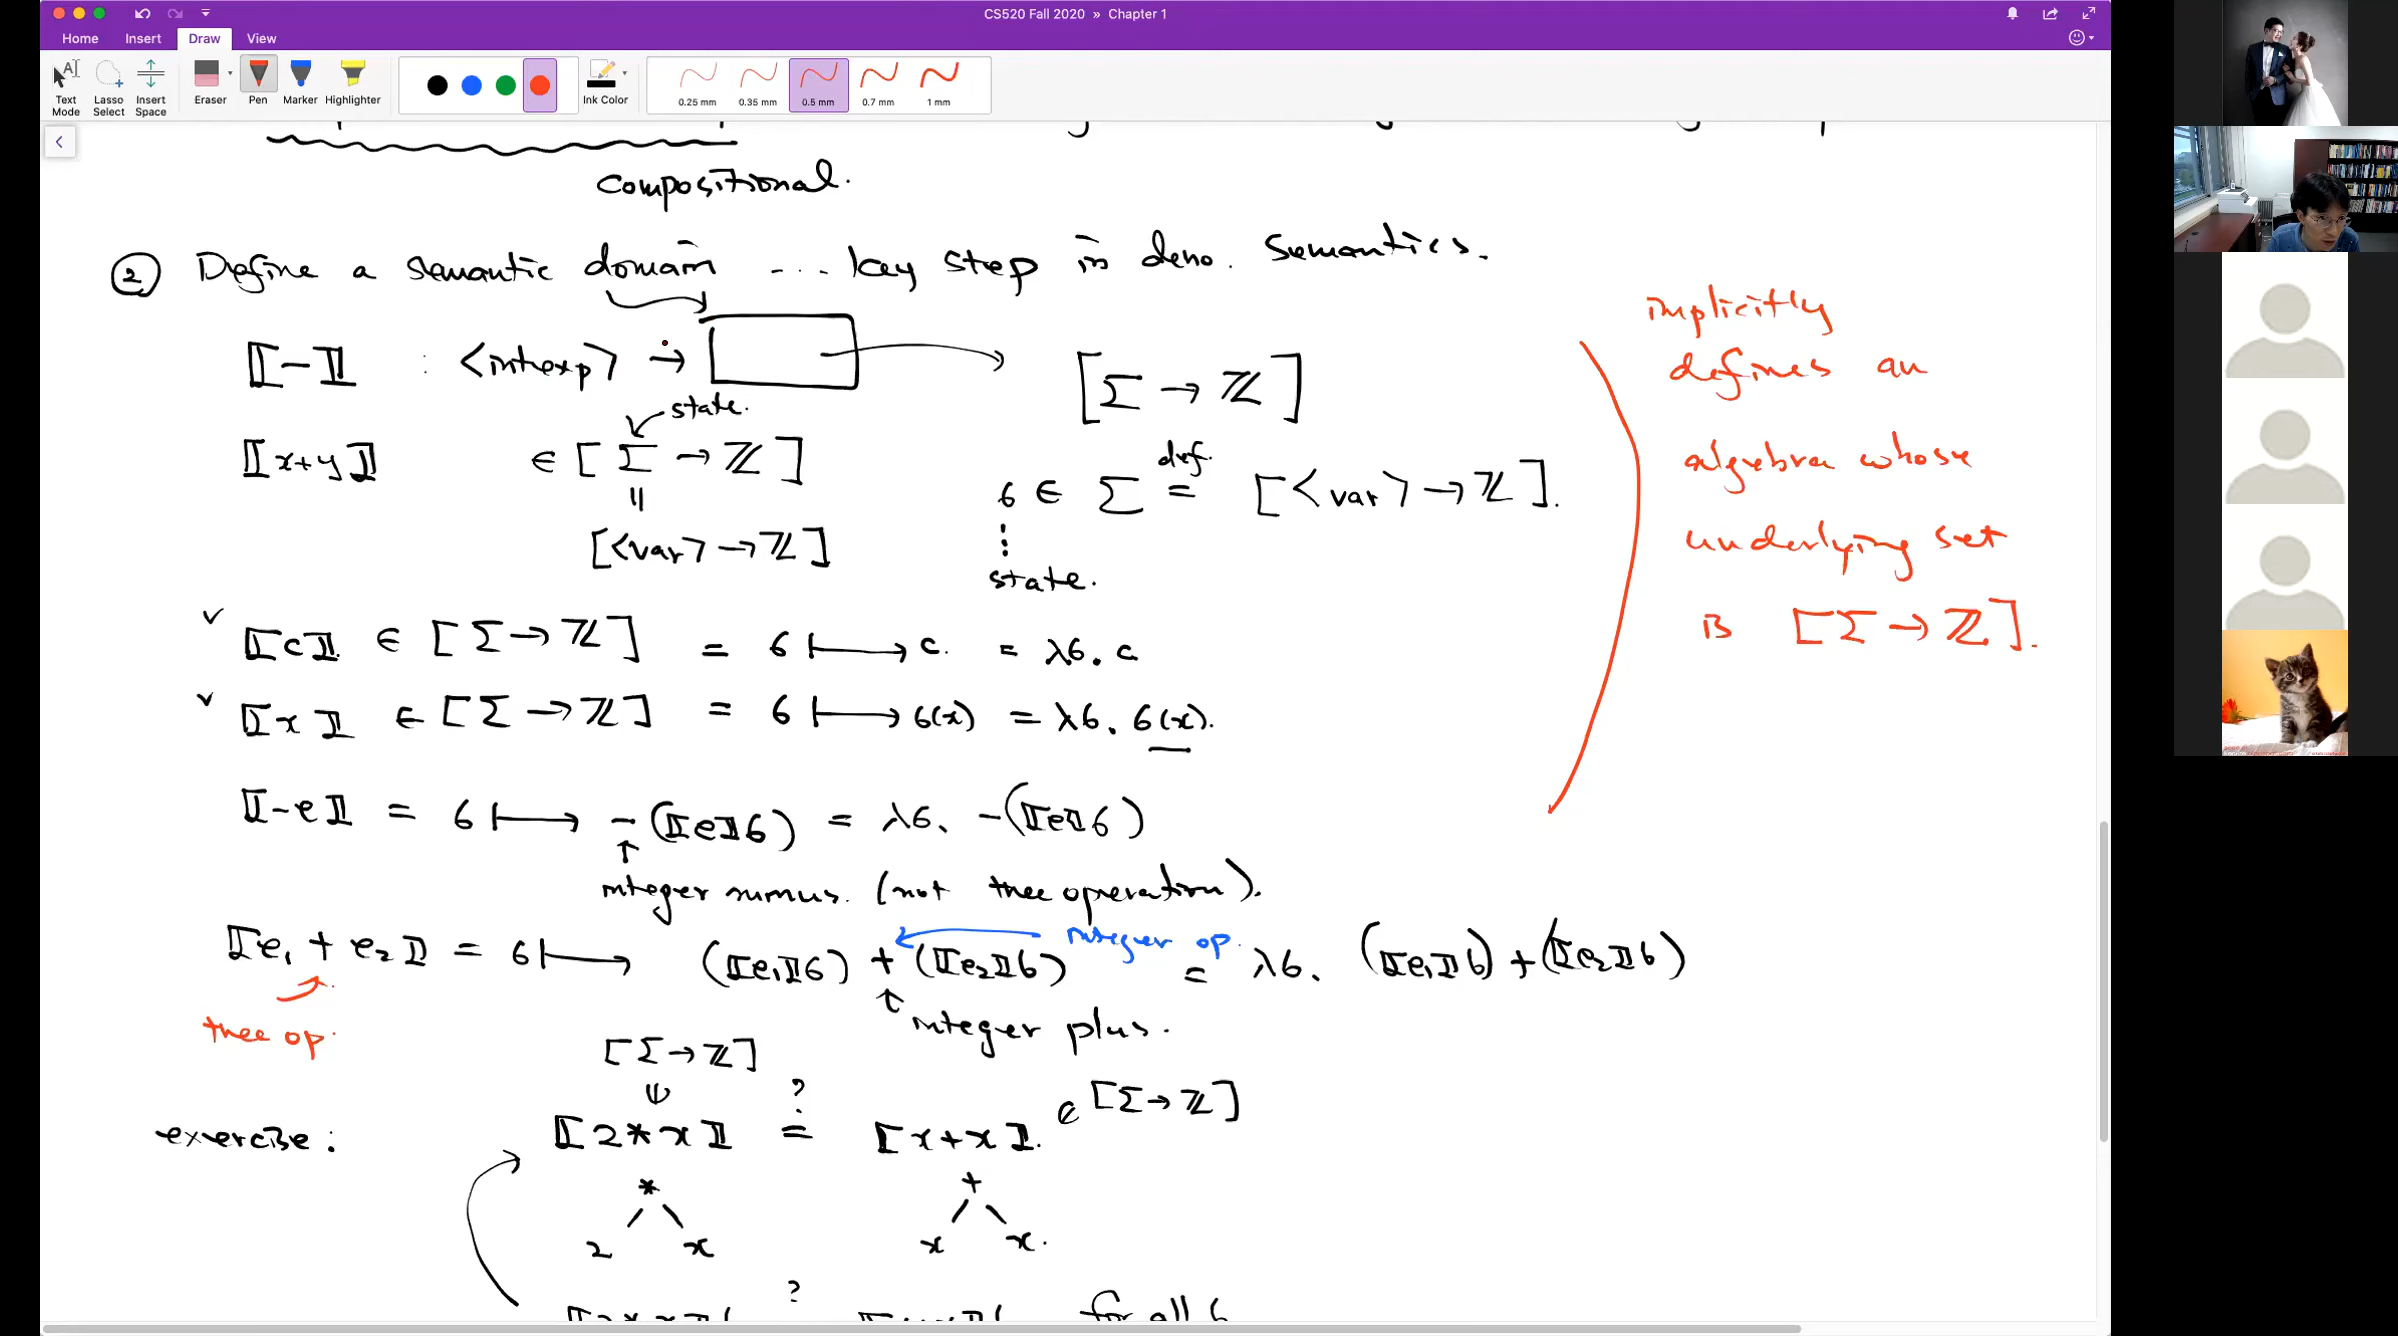 CS520 Fall 2020 » Chapter 1
Home Insert Draw View
Text Mode
Lasso Select
Insert Space
Eraser
Pen
Marker
Highlighter
Ink Color
0.25 mm
0.35 mm
0.5 mm
0.7 mm
1 mm
compositional.
② Define a semantic domain ... key step in deno. semantics.
⟦-⟧ : <intexp> → [Σ → ℤ]
state.
⟦x+y⟧ ∈ [Σ → ℤ]
=
[<var> → ℤ]
σ ∈ Σ def. = [<var> → ℤ].
state.
⟦c⟧ ∈ [Σ → ℤ] = σ ⟼ c. = λσ. c
⟦x⟧ ∈ [Σ → ℤ] = σ ⟼ σ(x) = λσ. σ(x).
⟦-e⟧ = σ ⟼ -(⟦e⟧σ) = λσ. -(⟦e⟧σ)
↑
integer minus. (not tree operation).
integer op.
⟦e₁ + e₂⟧ = σ ⟼ (⟦e₁⟧σ) + (⟦e₂⟧σ) = λσ. (⟦e₁⟧σ) + (⟦e₂⟧σ)
tree op.
integer plus.
[Σ → ℤ]
exercise: ⟦2*x⟧ ?= ⟦x+x⟧. ∈ [Σ → ℤ]
* +
2 x x x.
?
for all σ
implicitly
defines an
algebra whose
underlying set
is [Σ → ℤ].